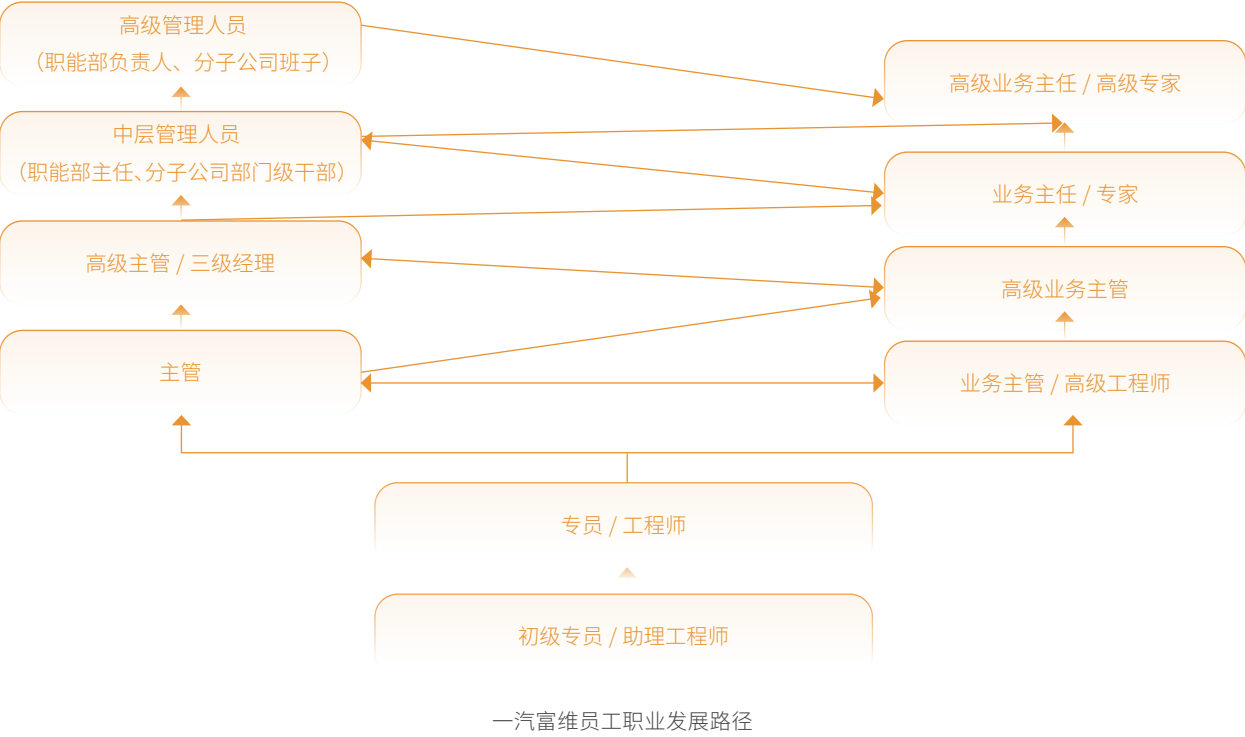 高级管理人员
（职能部负责人、分子公司班子）
中层管理人员
（职能部主任、分子公司部门级干部）
高级主管 / 三级经理
主管
高级业务主任 / 高级专家
业务主任 / 专家
高级业务主管
业务主管 / 高级工程师
专员 / 工程师
初级专员 / 助理工程师
一汽富维员工职业发展路径